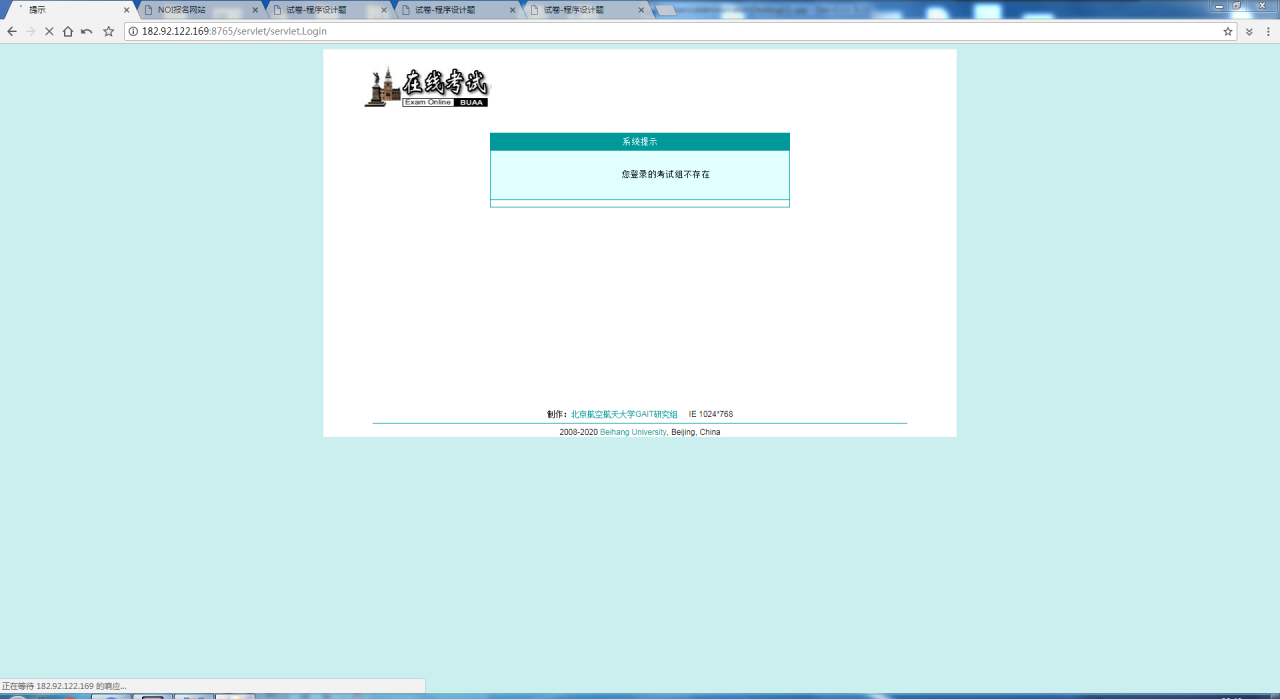 提示
NOI报名网站
试卷-程序设计题
试卷-程序设计题
试卷-程序设计题
182.92.122.169:8765/servlet/servlet.Login
在线考试
Exam Online BUAA
系统提示
您登录的考试组不存在
制作：北京航空航天大学GAIT研究组 IE 1024*768
2008-2020 Beihang University, Beijing, China
正在等待 182.92.122.169 的响应...